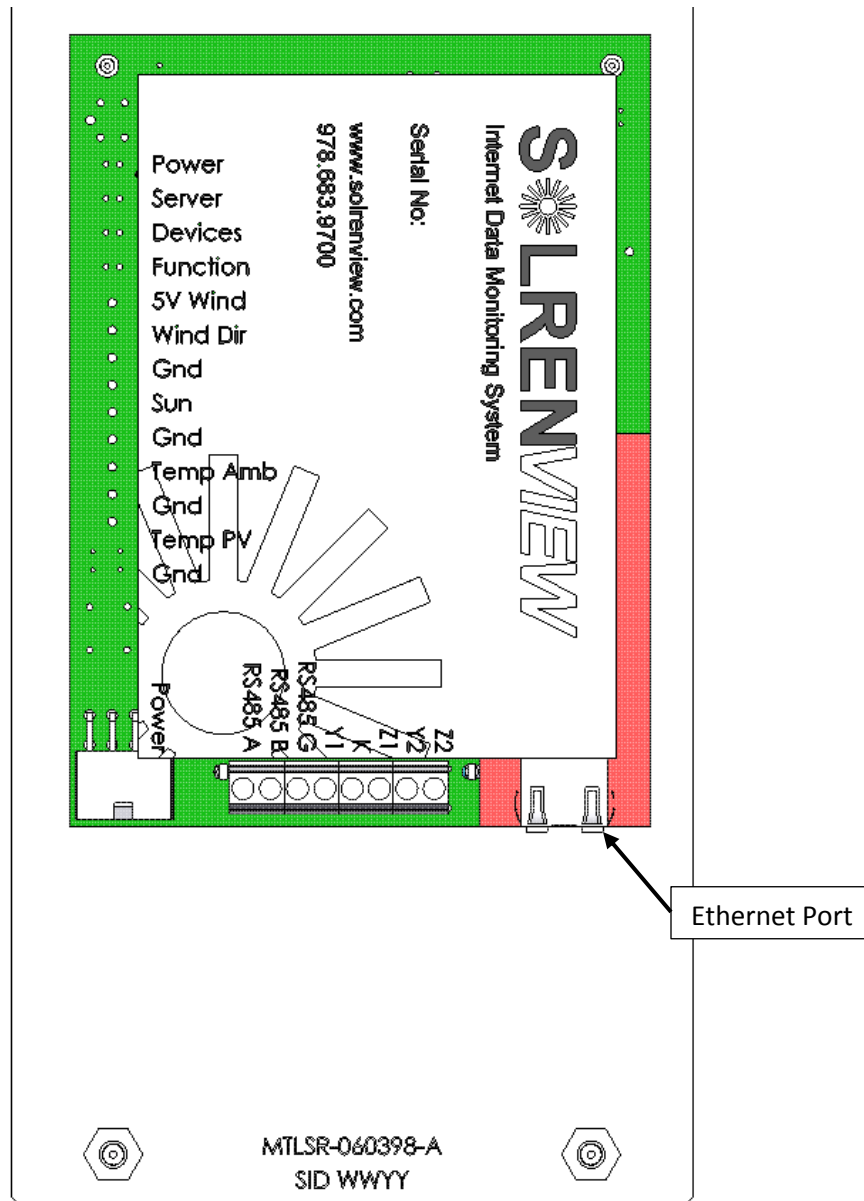 SOLRENVIEW
Internet Data Monitoring System
Serial No:
www.solrenview.com
978.683.9700
Power
Server
Devices
Function
5V Wind
Wind Dir
Gnd
Sun
Gnd
Temp Amb
Gnd
Temp PV
Gnd
Power
RS485 A
RS485 B
RS485 G
Y1
K
Z1
Y2
Z2
Ethernet Port
MTLSR-060398-A
SID WWYY